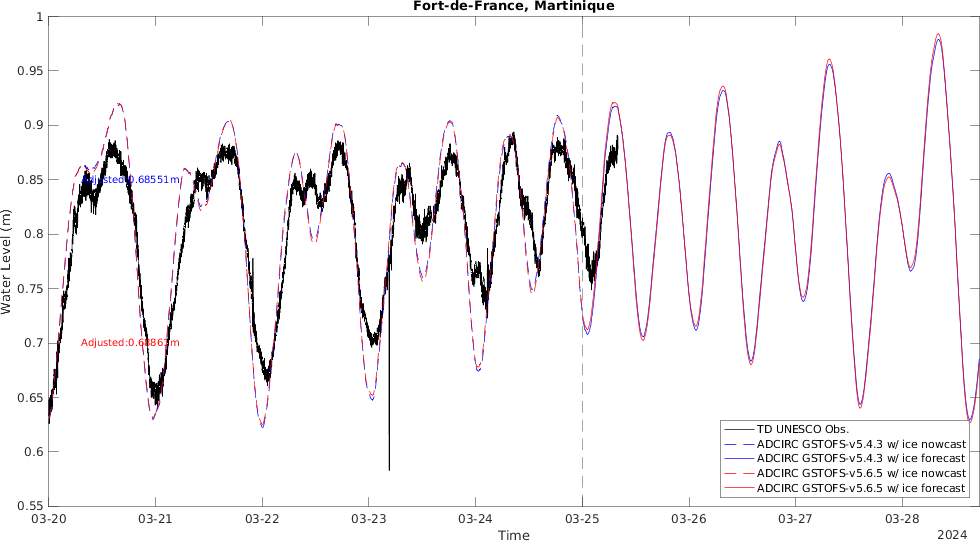 Fort-de-France, Martinique
1
0.95
0.9
0.85
0.8
0.75
0.7
0.65
0.6
0.55
Water Level (m)
Adjusted:0.68551m
Adjusted:0.68863m
TD UNESCO Obs.
ADCIRC GSTOFS-v5.4.3 w/ ice nowcast
ADCIRC GSTOFS-v5.4.3 w/ ice forecast
ADCIRC GSTOFS-v5.6.5 w/ ice nowcast
ADCIRC GSTOFS-v5.6.5 w/ ice forecast
03-20 03-21 03-22 03-23 03-24 03-25 03-26 03-27 03-28
Time
2024